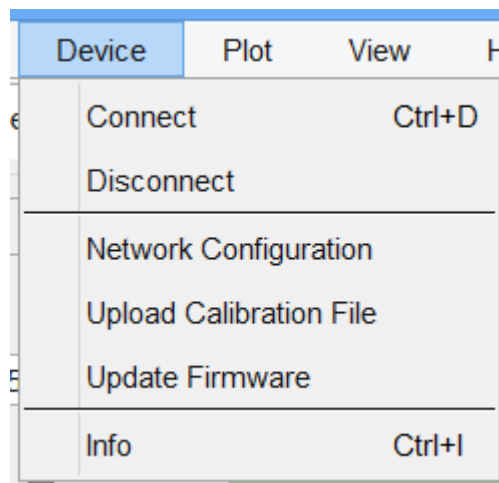 Device Plot View
Connect Ctrl+D
Disconnect
Network Configuration
Upload Calibration File
Update Firmware
Info Ctrl+I